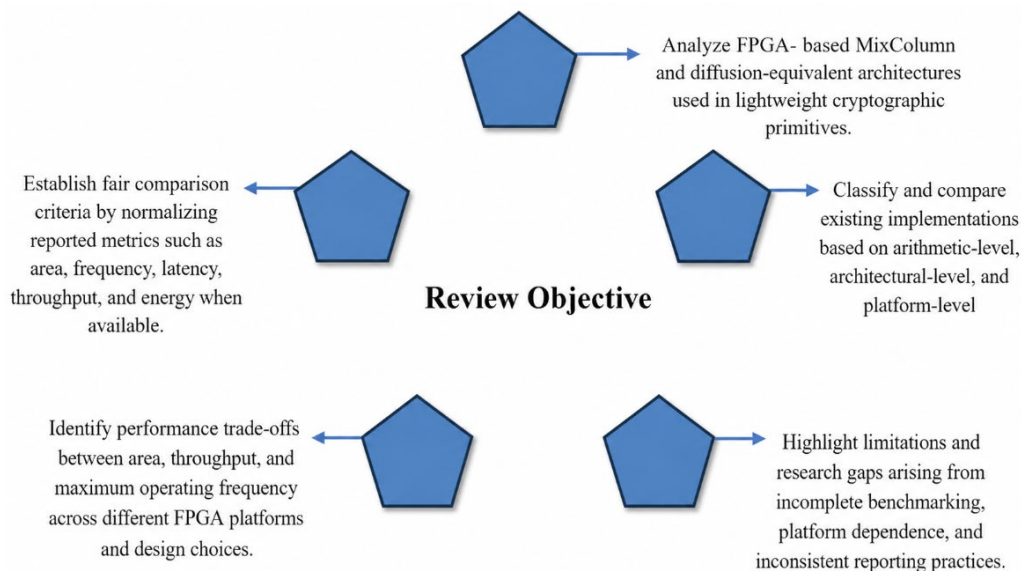 Analyze FPGA- based MixColumn
and diffusion-equivalent architectures
used in lightweight cryptographic
primitives.
Establish fair comparison
criteria by normalizing
reported metrics such as
area, frequency, latency,
throughput, and energy when
available.
Classify and compare
existing implementations
based on arithmetic-level,
architectural-level, and
platform-level
Review Objective
Identify performance trade-offs
between area, throughput, and
maximum operating frequency
across different FPGA platforms
and design choices.
Highlight limitations and
research gaps arising from
incomplete benchmarking,
platform dependence, and
inconsistent reporting practices.